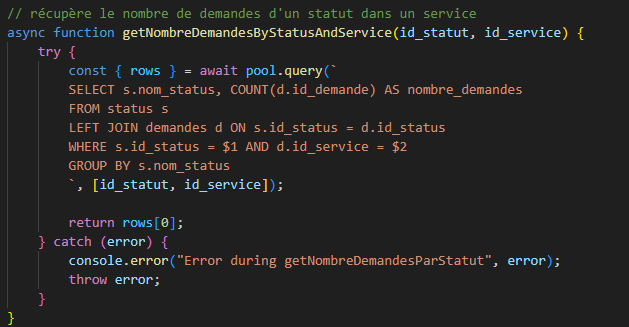 // récupère le nombre de demandes d'un statut dans un service
async function getNombreDemandesByStatusAndService(id_statut, id_service) {
    try {
        const { rows } = await pool.query(`
        SELECT s.nom_status, COUNT(d.id_demande) AS nombre_demandes
        FROM status s
        LEFT JOIN demandes d ON s.id_status = d.id_status
        WHERE s.id_status = $1 AND d.id_service = $2
        GROUP BY s.nom_status
        `, [id_statut, id_service]);

        return rows[0];
    } catch (error) {
        console.error("Error during getNombreDemandesParStatut", error);
        throw error;
    }
}